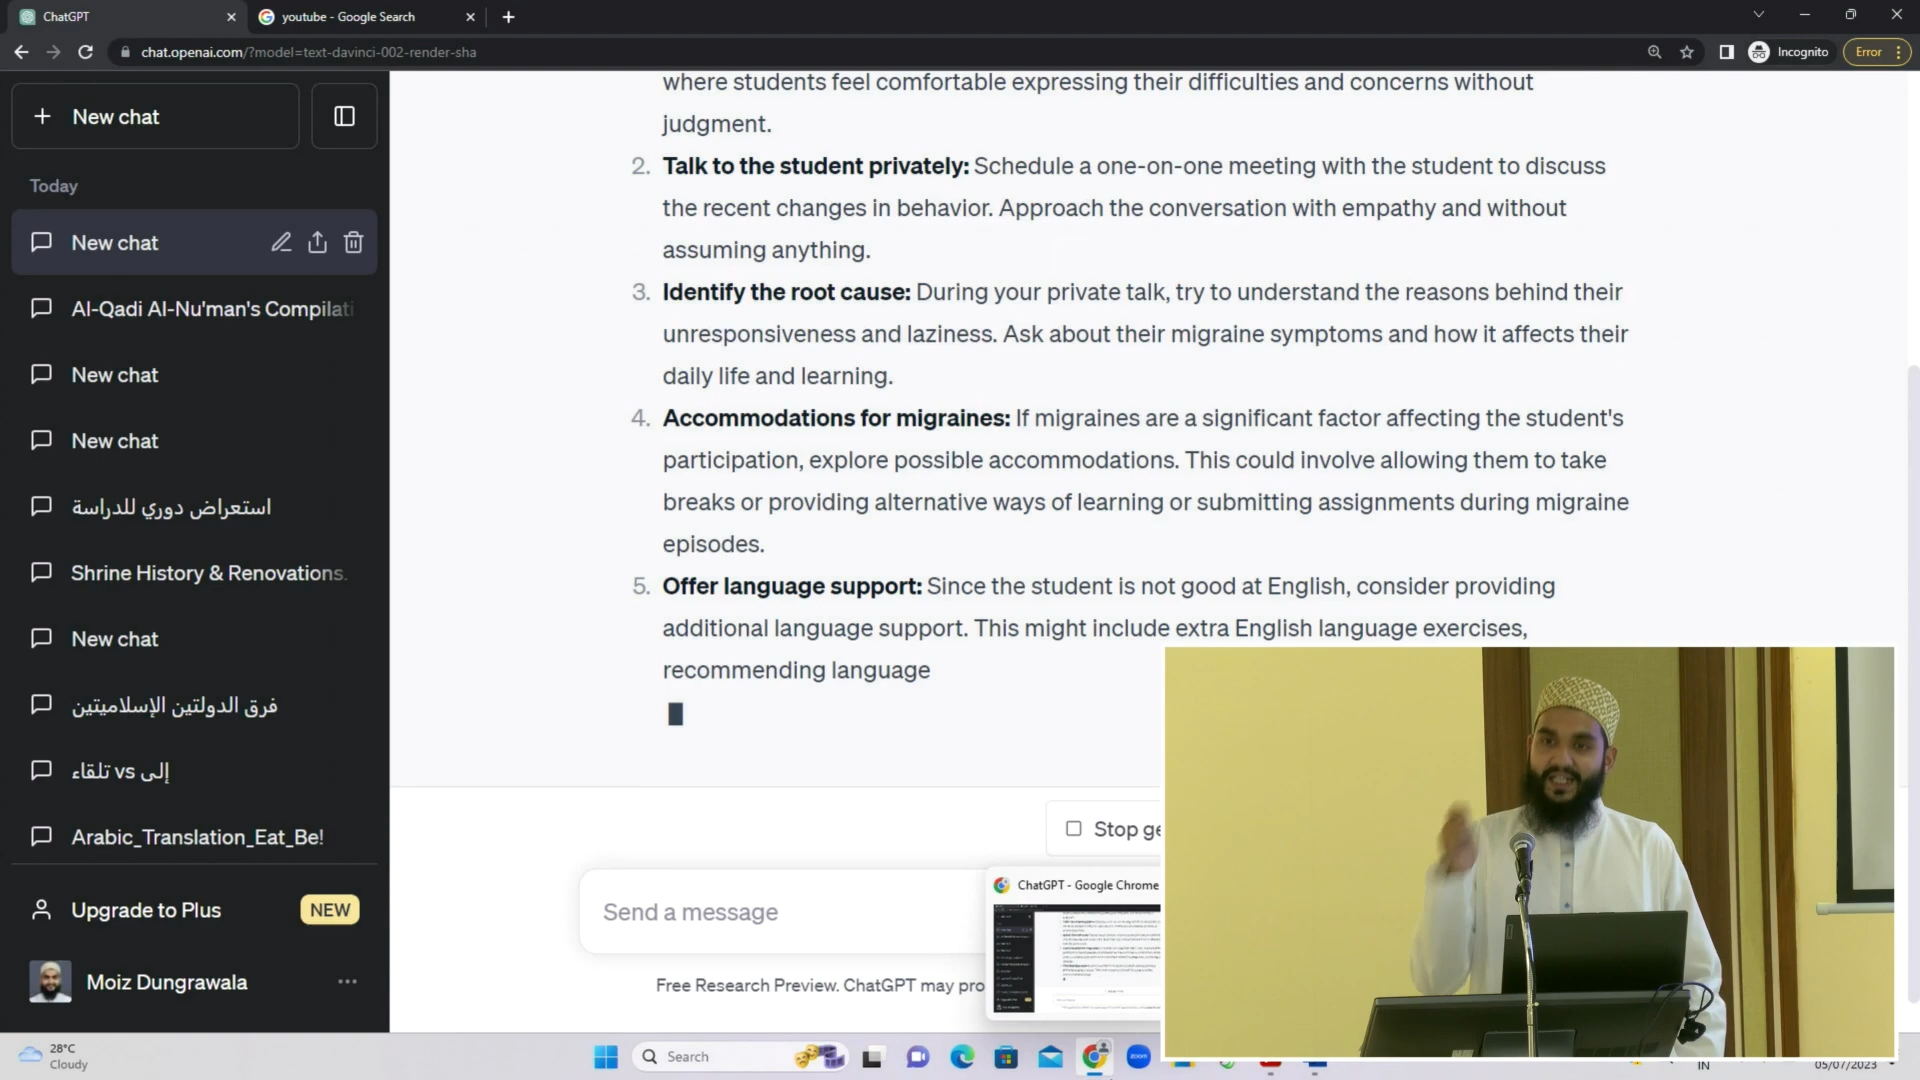 ChatGPT
youtube - Google Search
chat.openai.com/?model=text-davinci-002-render-sha
Incognito
Error
New chat
Today
New chat
Al-Qadi Al-Nu'man's Compilati
New chat
New chat
استعراض دوري للدراسة
Shrine History & Renovations.
New chat
فرق الدولتين الإسلاميتين
إلى vs تلقاء
Arabic_Translation_Eat_Be!
Upgrade to Plus
NEW
Moiz Dungrawala
where students feel comfortable expressing their difficulties and concerns without
judgment.
2. Talk to the student privately: Schedule a one-on-one meeting with the student to discuss
the recent changes in behavior. Approach the conversation with empathy and without
assuming anything.
3. Identify the root cause: During your private talk, try to understand the reasons behind their
unresponsiveness and laziness. Ask about their migraine symptoms and how it affects their
daily life and learning.
4. Accommodations for migraines: If migraines are a significant factor affecting the student's
participation, explore possible accommodations. This could involve allowing them to take
breaks or providing alternative ways of learning or submitting assignments during migraine
episodes.
5. Offer language support: Since the student is not good at English, consider providing
additional language support. This might include extra English language exercises,
recommending language
Stop ge
Send a message
ChatGPT - Google Chrome
Free Research Preview. ChatGPT may pro
28°C
Cloudy
Search
zoom
IN
05/07/2023